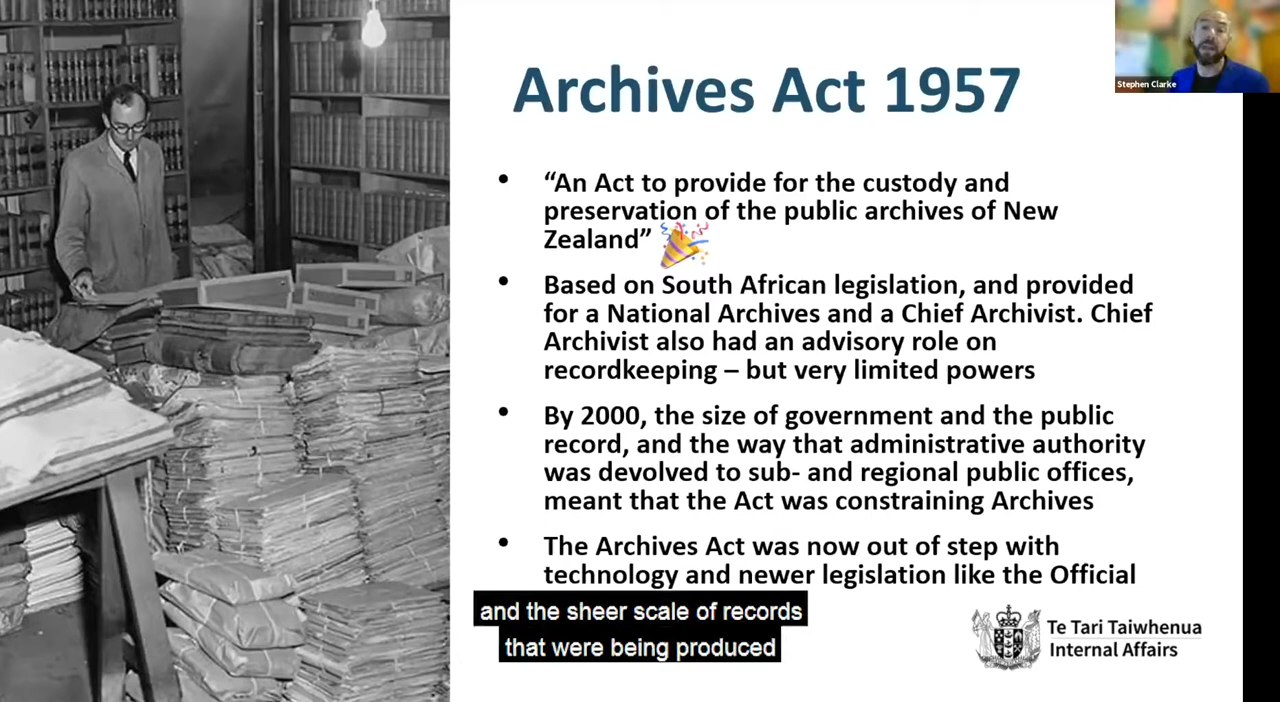 Archives Act 1957
Stephen Clarke
• “An Act to provide for the custody and
preservation of the public archives of New
Zealand” 🎉
• Based on South African legislation, and provided
for a National Archives and a Chief Archivist. Chief
Archivist also had an advisory role on
recordkeeping – but very limited powers
• By 2000, the size of government and the public
record, and the way that administrative authority
was devolved to sub- and regional public offices,
meant that the Act was constraining Archives
• The Archives Act was now out of step with
technology and newer legislation like the Official
and the sheer scale of records
that were being produced
Te Tari Taiwhenua
Internal Affairs